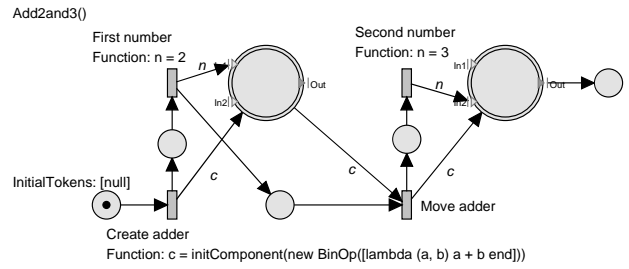 Add2and3()
First number
Function: n = 2
n
In2
Out
c
Second number
Function: n = 3
In1
n
In2
Out
c
c
InitialTokens: [null]
Move adder
Create adder
Function: c = initComponent(new BinOp([lambda (a, b) a + b end]))